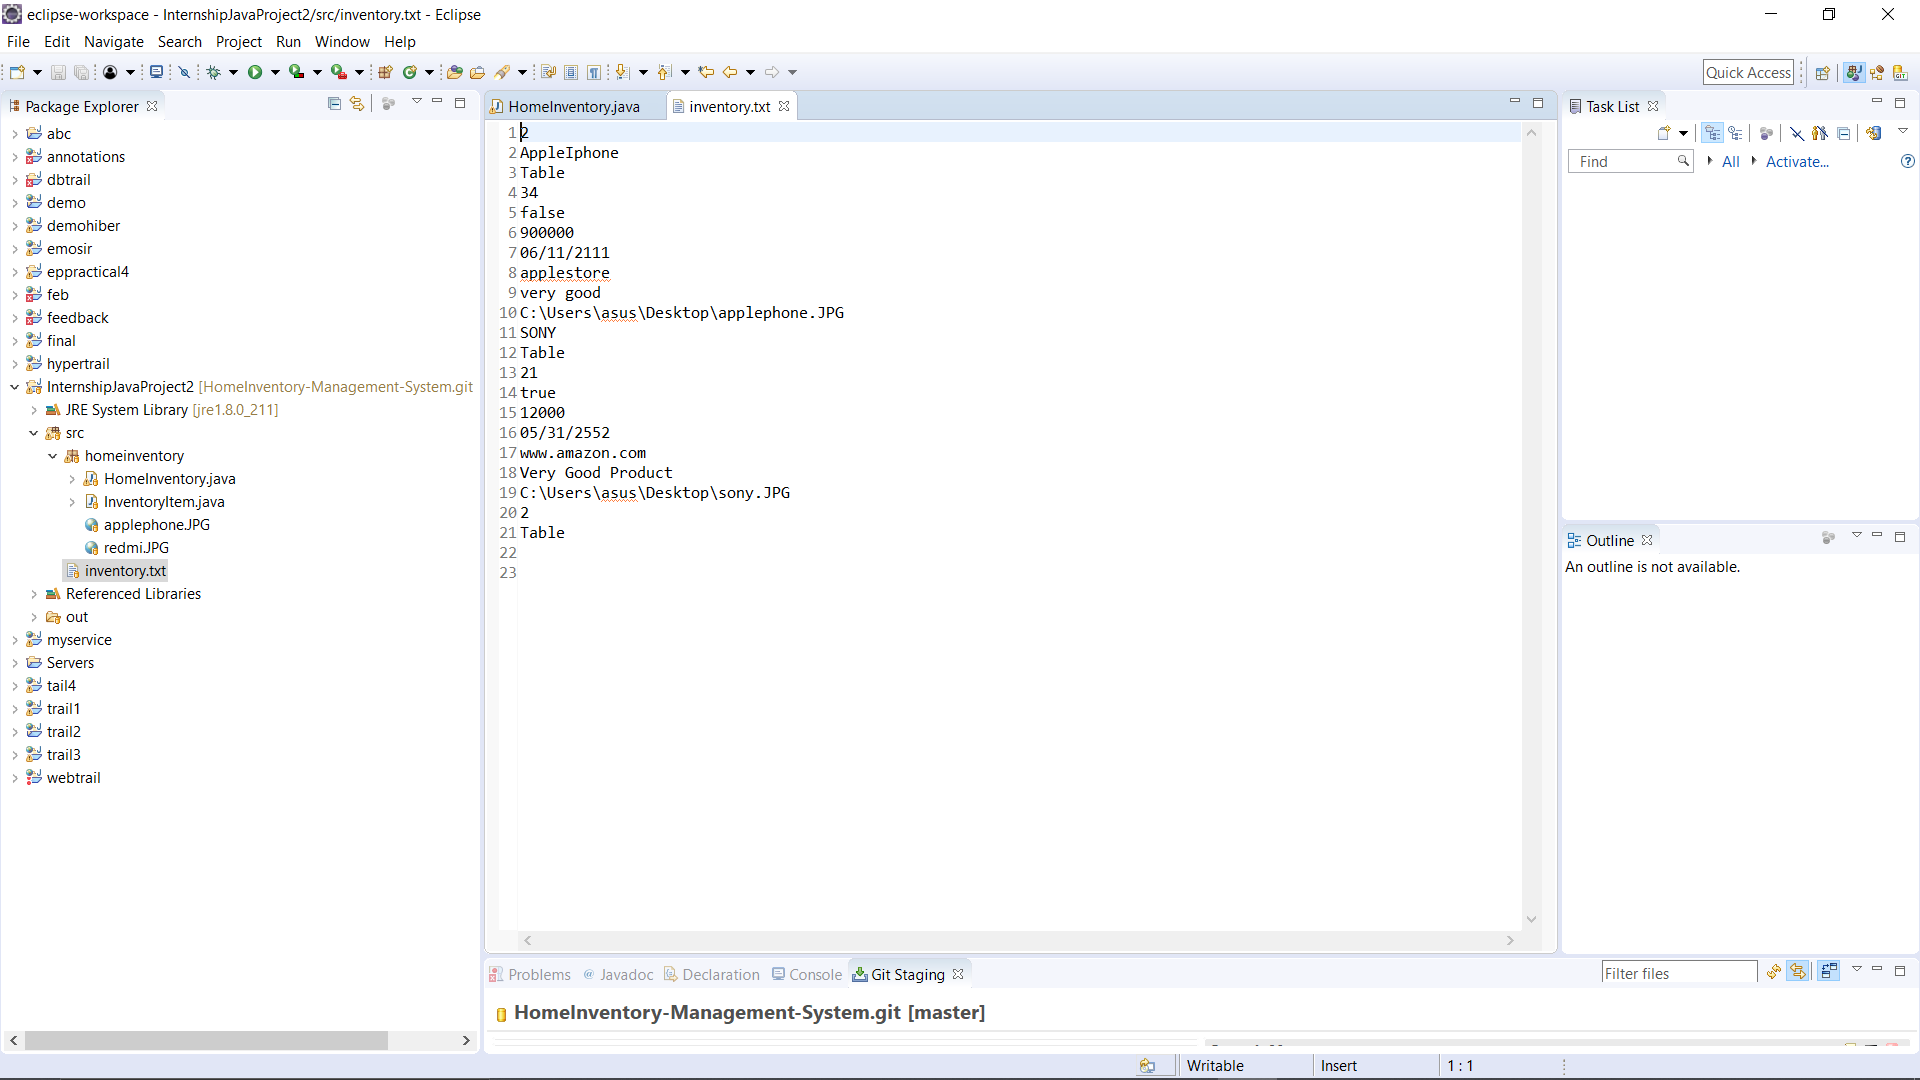 eclipse-workspace - InternshipJavaProject2/src/inventory.txt - Eclipse
File Edit Navigate Search Project Run Window Help
Quick Access
Package Explorer
abc
annotations
dbtrail
demo
demohiber
emosir
eppractical4
feb
feedback
final
hypertrail
InternshipJavaProject2 [HomeInventory-Management-System.git
JRE System Library [jre1.8.0_211]
src
homeinventory
HomeInventory.java
InventoryItem.java
applephone.JPG
redmi.JPG
inventory.txt
Referenced Libraries
out
myservice
Servers
tail4
trail1
trail2
trail3
webtrail
HomeInventory.java inventory.txt
1 2
2 AppleIphone
3 Table
4 34
5 false
6 900000
7 06/11/2111
8 applestore
9 very good
10 C:\Users\asus\Desktop\applephone.JPG
11 SONY
12 Table
13 21
14 true
15 12000
16 05/31/2552
17 www.amazon.com
18 Very Good Product
19 C:\Users\asus\Desktop\sony.JPG
20 2
21 Table
22
23
Task List
Find All Activate...
Outline
An outline is not available.
Problems @ Javadoc Declaration Console Git Staging
Filter files
HomeInventory-Management-System.git [master]
Writable Insert 1 : 1